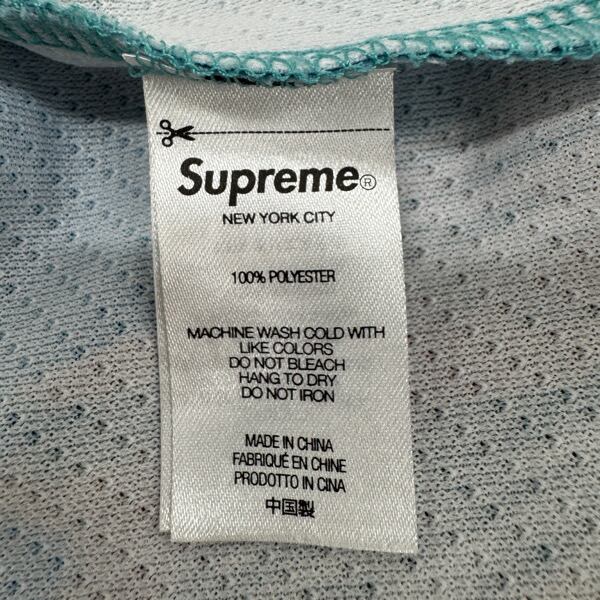 Supreme®
NEW YORK CITY
100% POLYESTER
MACHINE WASH COLD WITH
LIKE COLORS
DO NOT BLEACH
HANG TO DRY
DO NOT IRON
MADE IN CHINA
FABRIQUÉ EN CHINE
PRODOTTO IN CINA
中国製